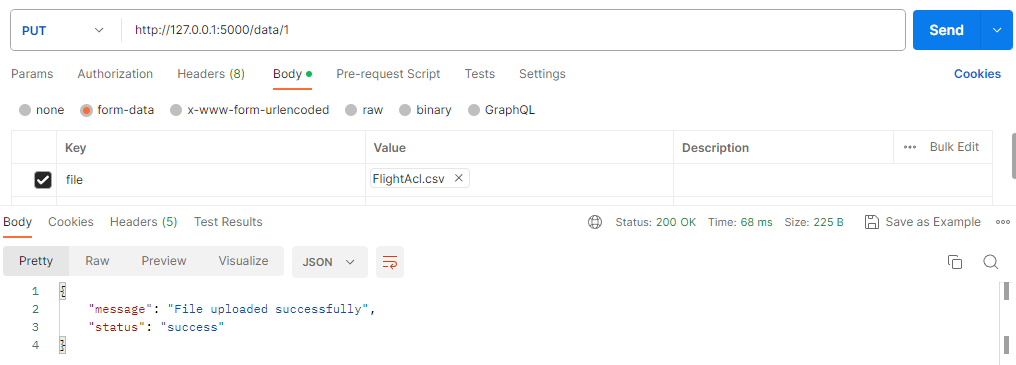 PUT http://127.0.0.1:5000/data/1 Send
Params Authorization Headers (8) Body Pre-request Script Tests Settings Cookies
none form-data x-www-form-urlencoded raw binary GraphQL
Key Value Description ••• Bulk Edit
file FlightAcl.csv
Body Cookies Headers (5) Test Results Status: 200 OK Time: 68 ms Size: 225 B Save as Example
Pretty Raw Preview Visualize JSON
1 {
2 "message": "File uploaded successfully",
3 "status": "success"
4 }